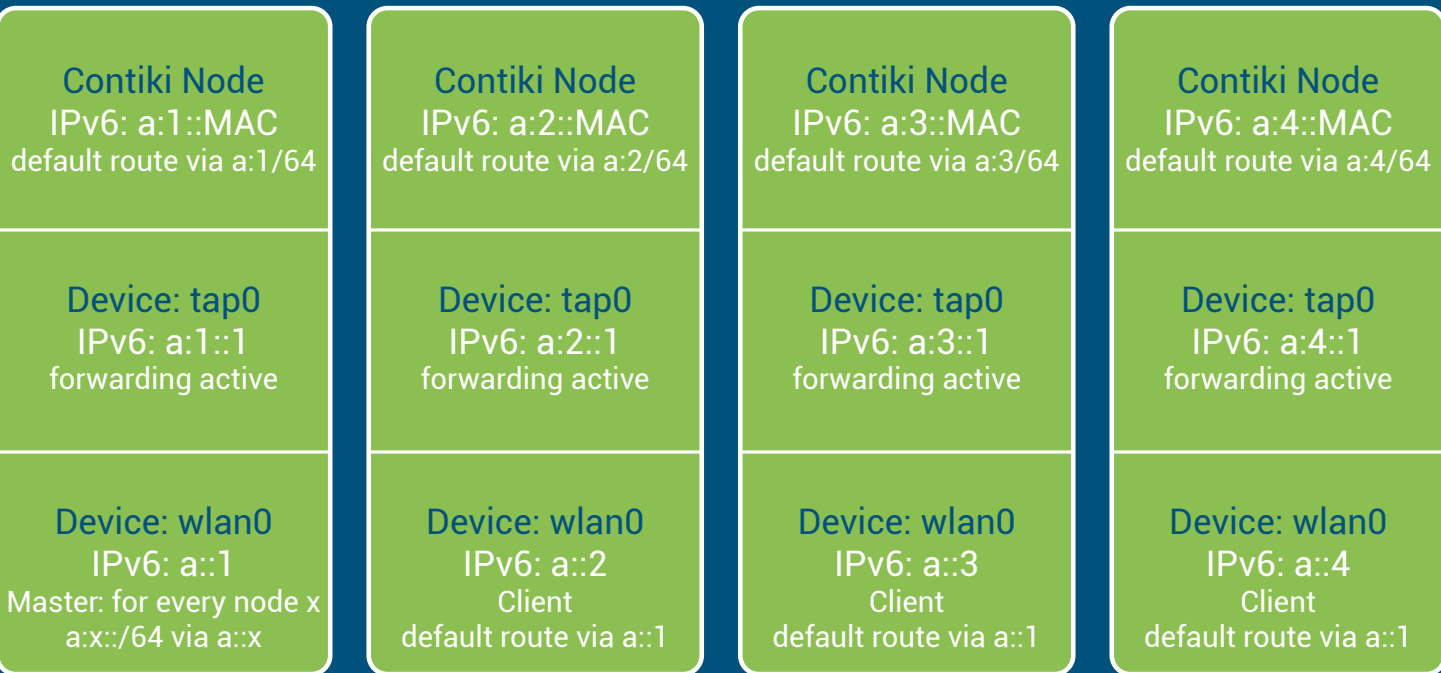 Contiki Node
IPv6: a:1::MAC
default route via a:1/64
Device: tap0
IPv6: a:1::1
forwarding active
Device: wlan0
IPv6: a::1
Master: for every node x
a:x::/64 via a::x
Contiki Node
IPv6: a:2::MAC
default route via a:2/64
Device: tap0
IPv6: a:2::1
forwarding active
Device: wlan0
IPv6: a::2
Client
default route via a::1
Contiki Node
IPv6: a:3::MAC
default route via a:3/64
Device: tap0
IPv6: a:3::1
forwarding active
Device: wlan0
IPv6: a::3
Client
default route via a::1
Contiki Node
IPv6: a:4::MAC
default route via a:4/64
Device: tap0
IPv6: a:4::1
forwarding active
Device: wlan0
IPv6: a::4
Client
default route via a::1